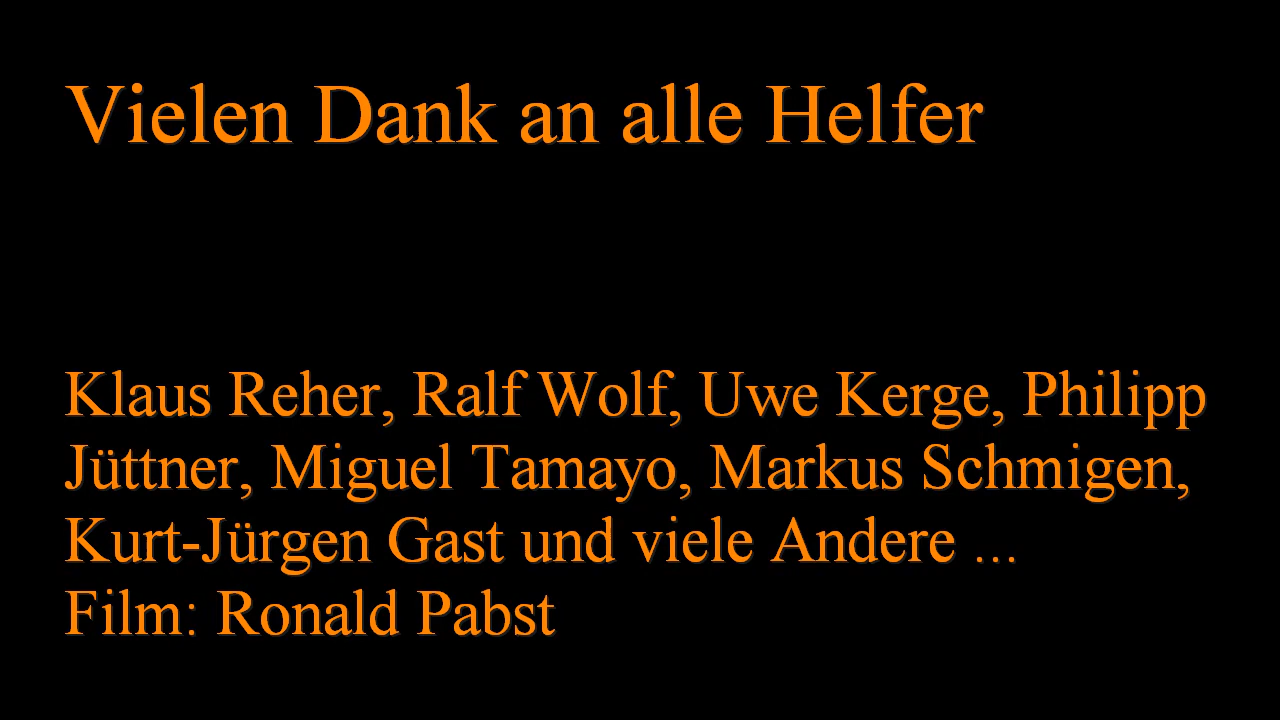 Vielen Dank an alle Helfer
Klaus Reher, Ralf Wolf, Uwe Kerge, Philipp
Jüttner, Miguel Tamayo, Markus Schmigen,
Kurt-Jürgen Gast und viele Andere ...
Film: Ronald Pabst